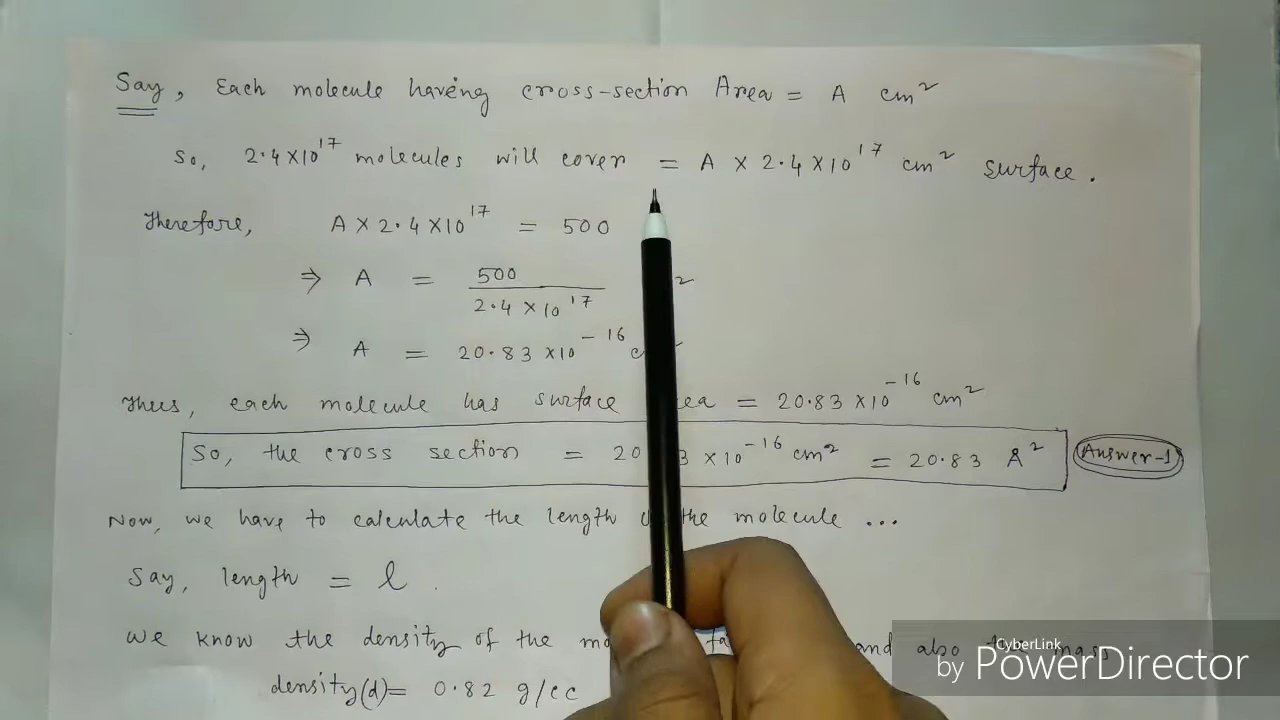 Say, Each molecule having cross-section Area = A cm²
So, 2.4×10¹⁷ molecules will cover = A × 2.4×10¹⁷ cm² surface.
Therefore, A × 2.4×10¹⁷ = 500
⇒ A = 500 / 2.4×10¹⁷
⇒ A = 20.83 ×10⁻¹⁶
Thus, each molecule has surface = 20.83 ×10⁻¹⁶ cm²
So, the cross section = ×10⁻¹⁶ cm² = 20.83 Å² Answer-1
Now, we have to calculate the length the molecule ...
Say, length = l.
We know the density of the and also the mass
density(d)= 0.82 g/cc
CyberLink
by PowerDirector